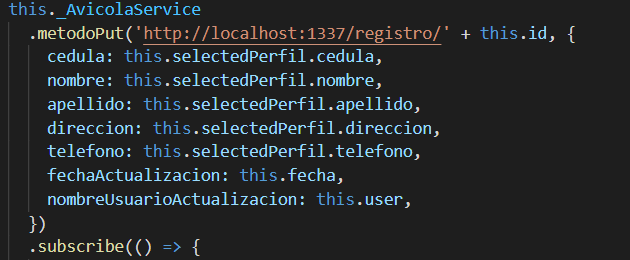 this._AvicolaService
.metodoPut('http://localhost:1337/registro/' + this.id, {
cedula: this.selectedPerfil.cedula,
nombre: this.selectedPerfil.nombre,
apellido: this.selectedPerfil.apellido,
direccion: this.selectedPerfil.direccion,
telefono: this.selectedPerfil.telefono,
fechaActualizacion: this.fecha,
nombreUsuarioActualizacion: this.user,
})
.subscribe(() => {